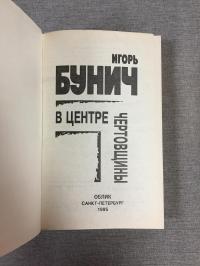 ИГОРЬ
БУНИЧ
В ЦЕНТРЕ
ЧЕРТОВЩИНЫ
ОБЛИК
САНКТ-ПЕТЕРБУРГ
1995